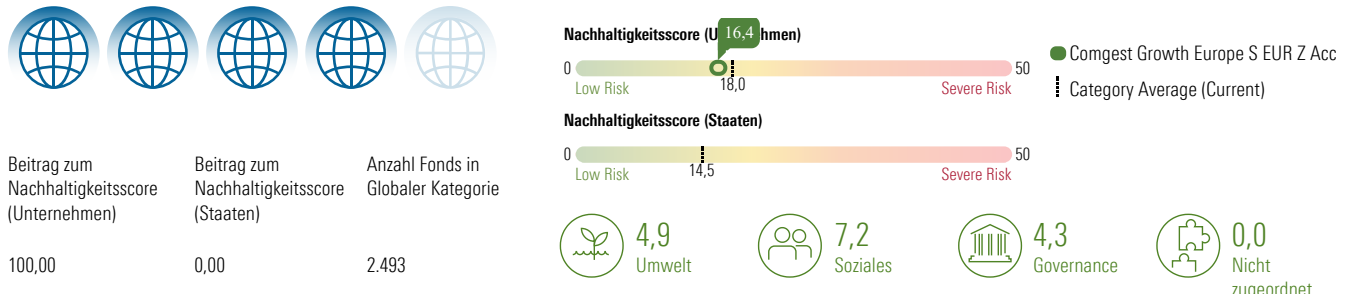 Beitrag zum
Nachhaltigkeitsscore
(Unternehmen)
100,00
Beitrag zum
Nachhaltigkeitsscore
(Staaten)
0,00
Anzahl Fonds in
Globaler Kategorie
2.493
Nachhaltigkeitsscore (U hmen)
16,4
0
50
Low Risk
18,0
Severe Risk
Nachhaltigkeitsscore (Staaten)
0
50
Low Risk
14,5
Severe Risk
Comgest Growth Europe S EUR Z Acc
Category Average (Current)
4,9
Umwelt
7,2
Soziales
4,3
Governance
0,0
Nicht
zugeordnet